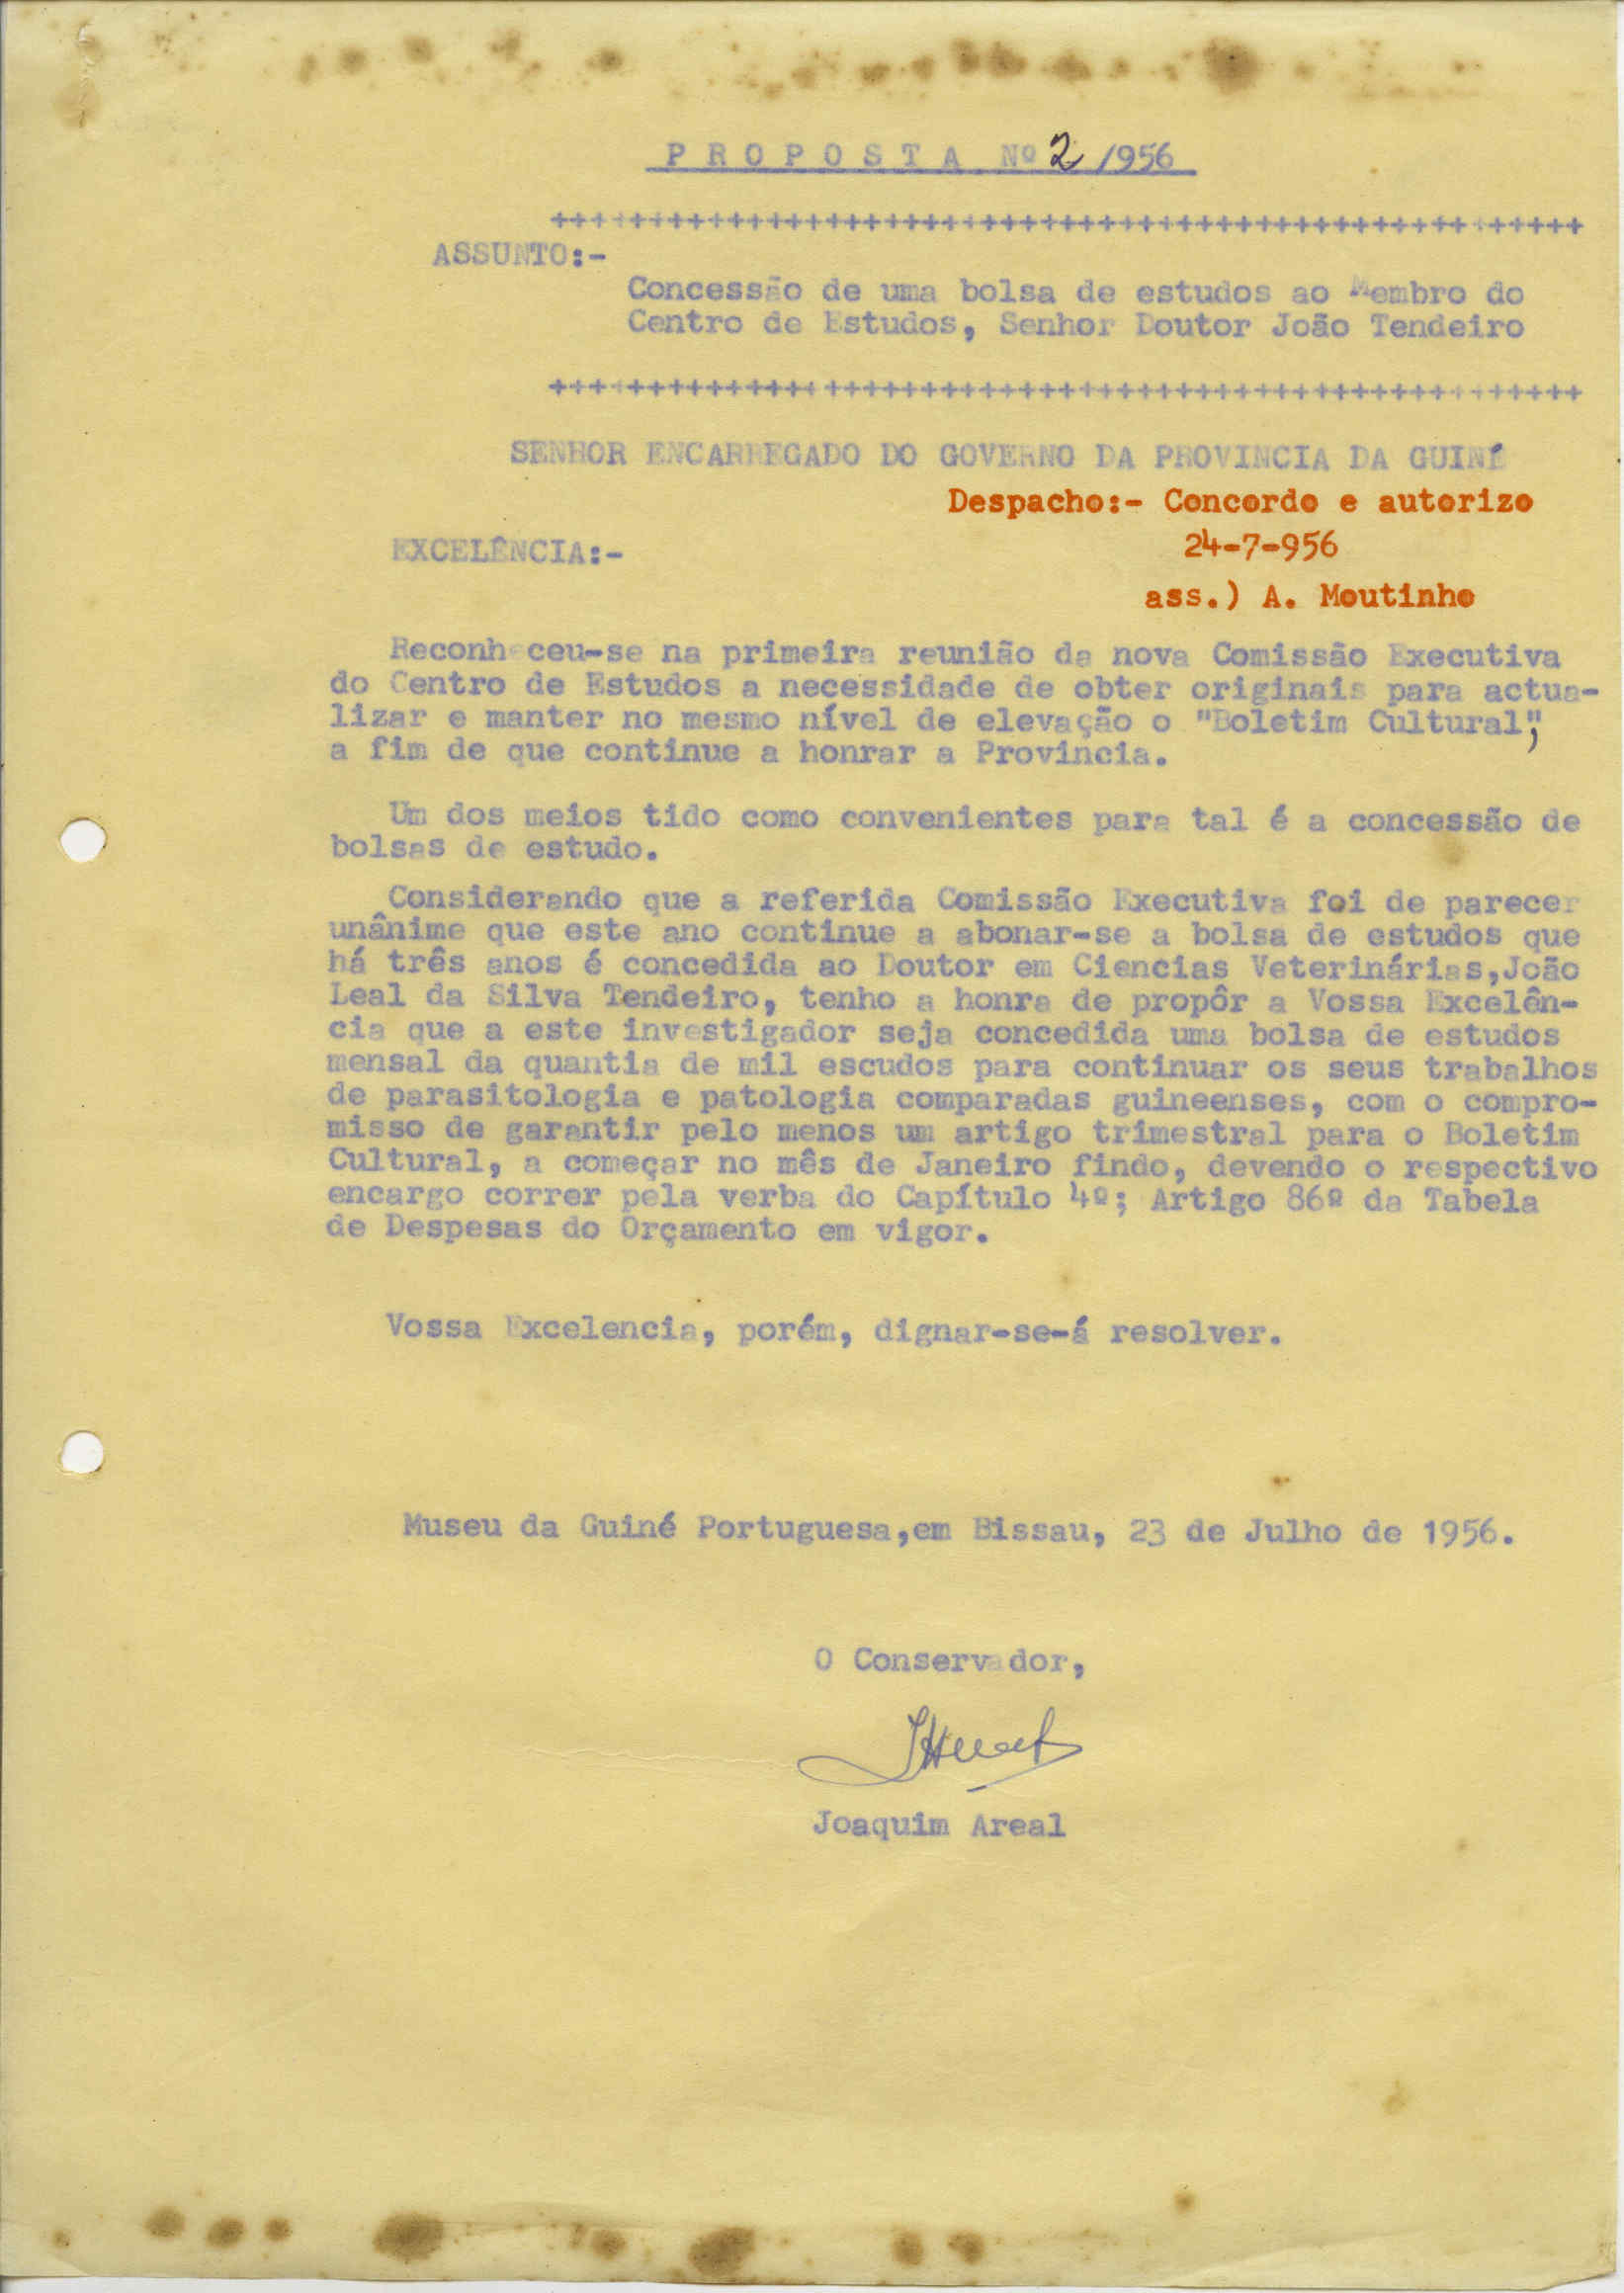 PROPOSTA Nº 2/1956
+++++++++++++++++++++++++++++++++++++++++++++++++++++
ASSUNTO:-
Concessão de uma bolsa de estudos ao Membro do
Centro de Estudos, Senhor Doutor João Tendeiro
+++++++++++++++++++++++++++++++++++++++++++++++++++++
SENHOR ENCARREGADO DO GOVERNO DA PROVINCIA DA GUINÉ
Despacho:- Concordo e autorizo
24-7-956
EXCELÊNCIA:-
ass.) A. Moutinho
Reconheceu-se na primeira reunião da nova Comissão Executiva
do Centro de Estudos a necessidade de obter originais para actua-
lizar e manter no mesmo nível de elevação o "Boletim Cultural",
a fim de que continue a honrar a Provincia.
Um dos meios tido como convenientes para tal é a concessão de
bolsas de estudo.
Considerando que a referida Comissão Executiva foi de parecer
unânime que este ano continue a abonar-se a bolsa de estudos que
há três anos é concedida ao Doutor em Ciencias Veterinárias,João
Leal da Silva Tendeiro, tenho a honra de propôr a Vossa Excelên-
cia que a este investigador seja concedida uma bolsa de estudos
mensal da quantia de mil escudos para continuar os seus trabalhos
de parasitologia e patologia comparadas guineenses, com o compro-
misso de garantir pelo menos um artigo trimestral para o Boletim
Cultural, a começar no mês de Janeiro findo, devendo o respectivo
encargo correr pela verba do Capítulo 4º; Artigo 86º da Tabela
de Despesas do Orçamento em vigor.
Vossa Excelencia, porém, dignar-se-á resolver.
Museu da Guiné Portuguesa,em Bissau, 23 de Julho de 1956.
O Conservador,
Joaquim Areal